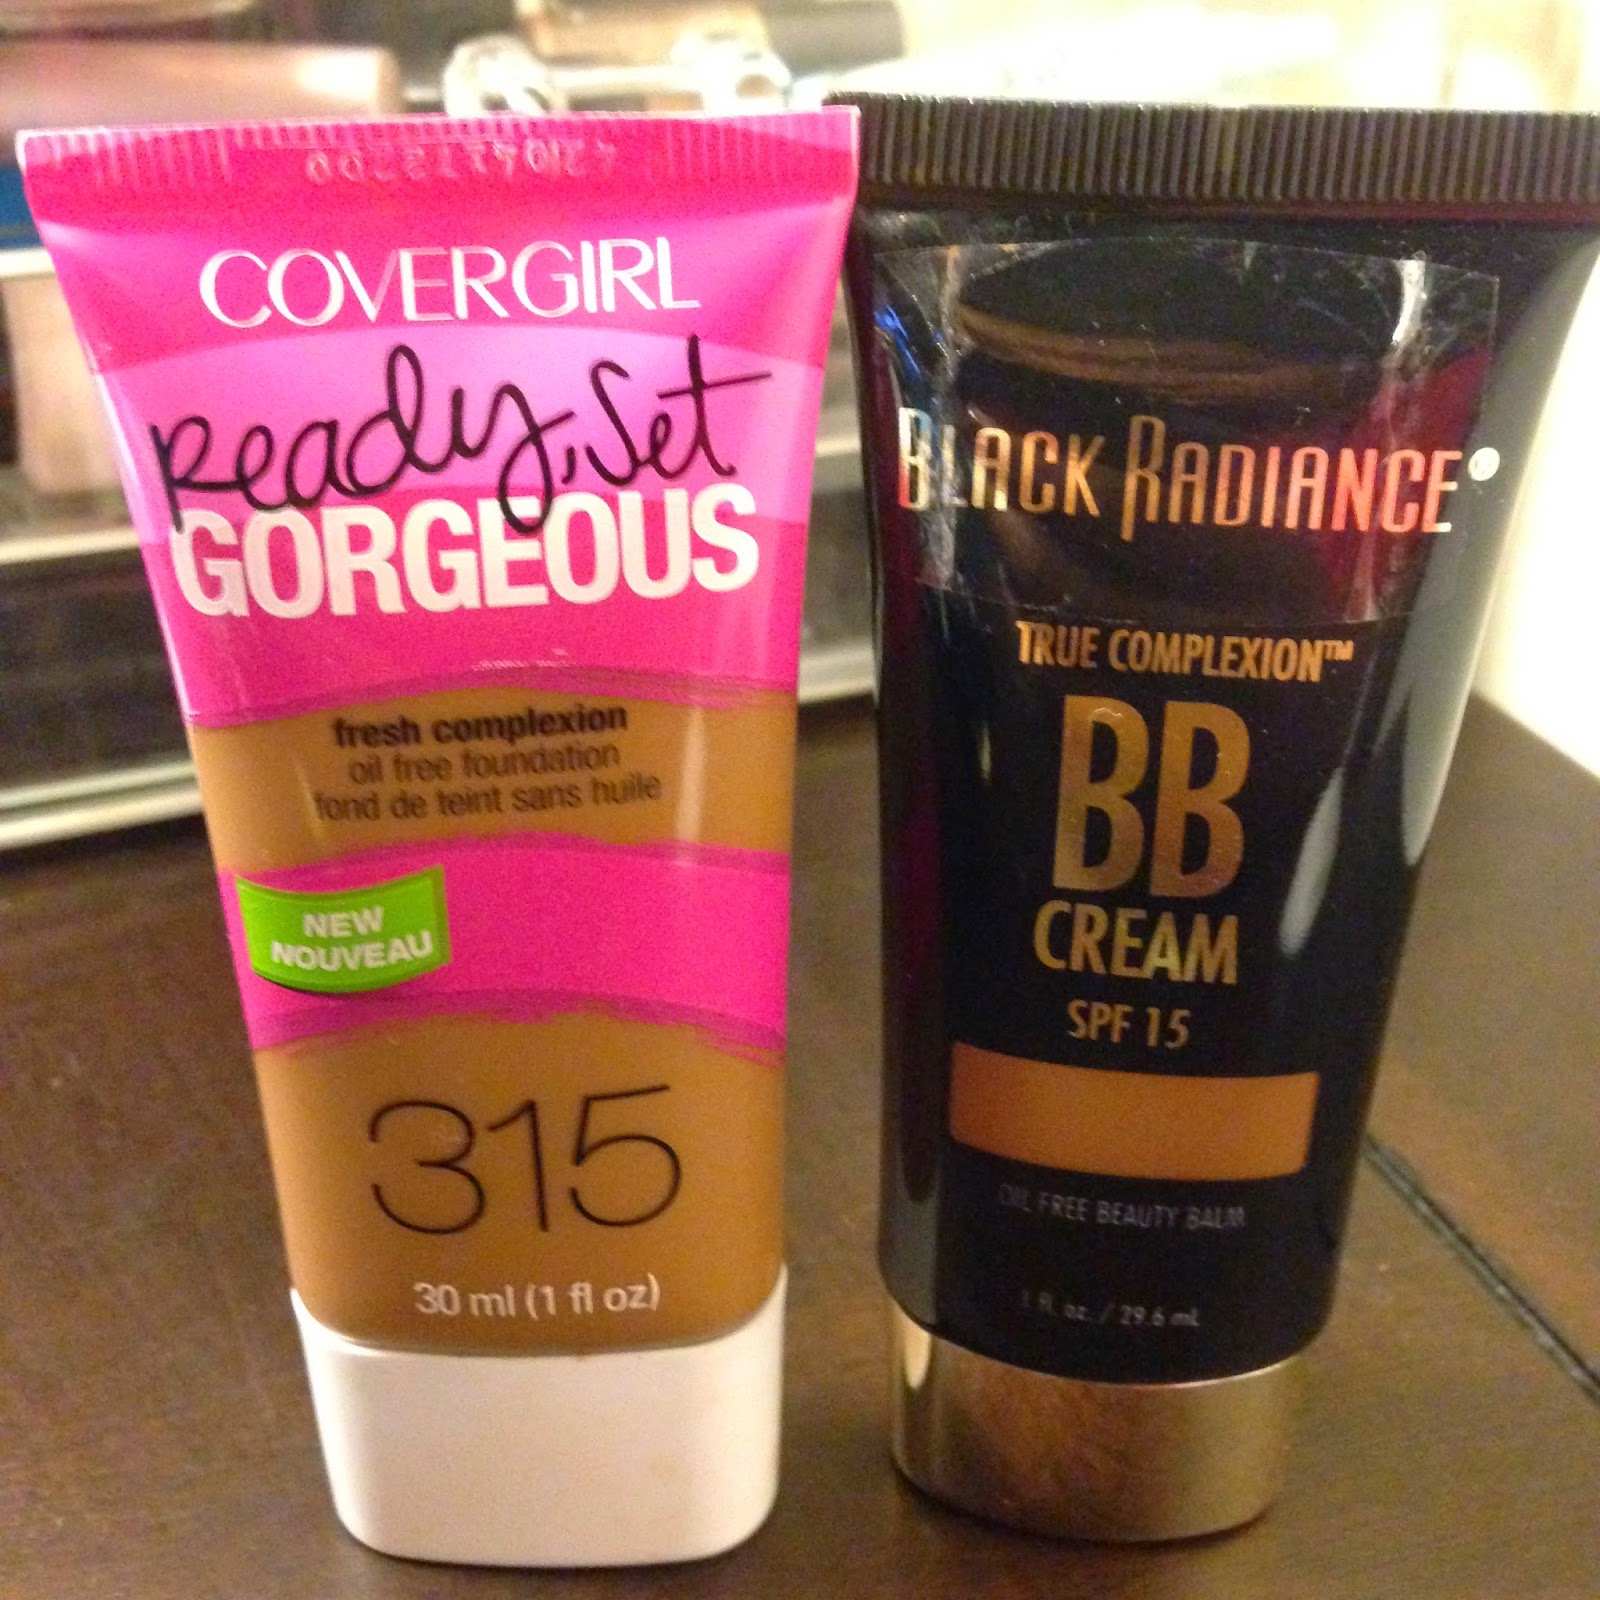 COVERGIRL
Ready, Set
GORGEOUS
fresh complexion
oil free foundation
fond de teint sans huile
NEW
NOUVEAU
315
30 ml (1 fl oz)
BLACK RADIANCE®
TRUE COMPLEXION™
BB
CREAM
SPF 15
OIL FREE BEAUTY BALM
1 fl. oz. / 29.6 mL